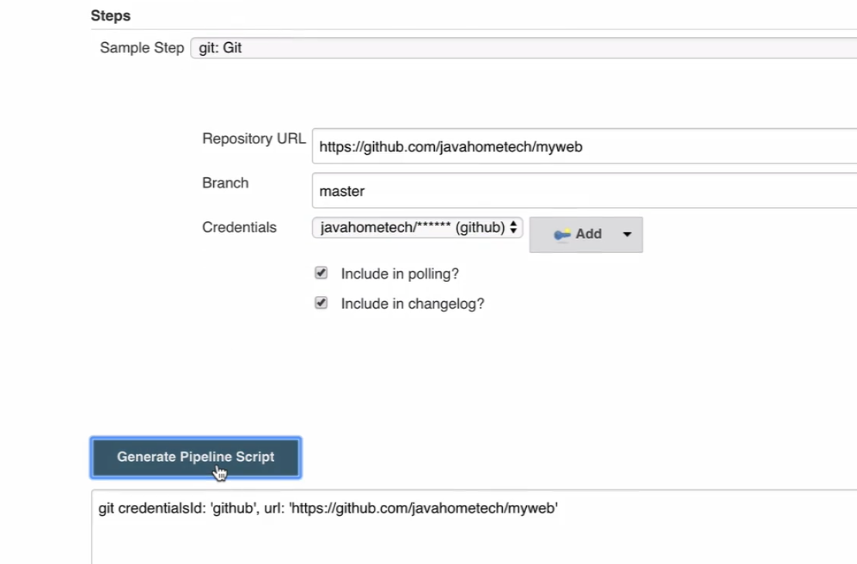 Steps
Sample Step git: Git
Repository URL https://github.com/javahometech/myweb
Branch master
Credentials javahometech/****** (github) Add
Include in polling?
Include in changelog?
Generate Pipeline Script
git credentialsId: 'github', url: 'https://github.com/javahometech/myweb'